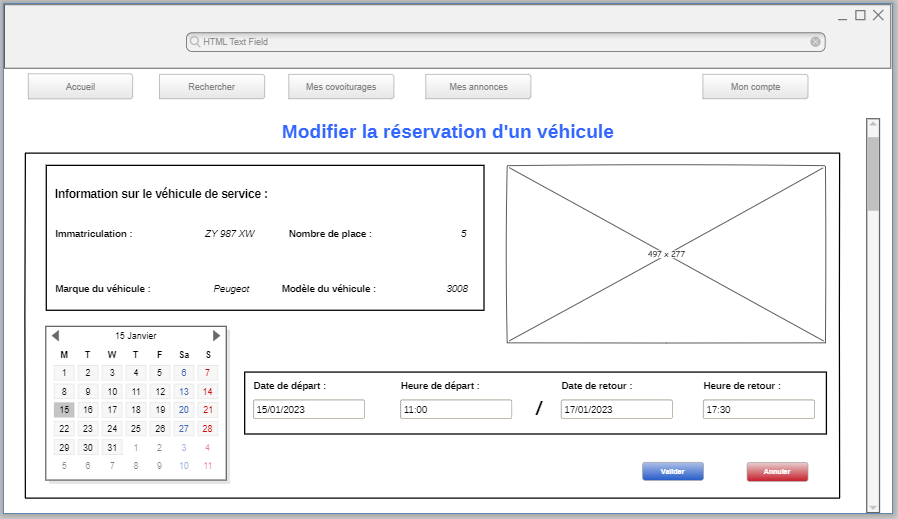 HTML Text Field
Accueil Rechercher Mes covoiturages Mes annonces Mon compte
Modifier la réservation d'un véhicule
Information sur le véhicule de service :
Immatriculation : ZY 987 XW Nombre de place : 5
Marque du véhicule : Peugeot Modèle du véhicule : 3008
497 x 277
15 Janvier
M T W T F Sa S
1 2 3 4 5 6 7
8 9 10 11 12 13 14
15 16 17 18 19 20 21
22 23 24 25 26 27 28
29 30 31 1 2 3 4
5 6 7 8 9 10 11
Date de départ : Heure de départ : Date de retour : Heure de retour :
15/01/2023 11:00 / 17/01/2023 17:30
Valider Annuler